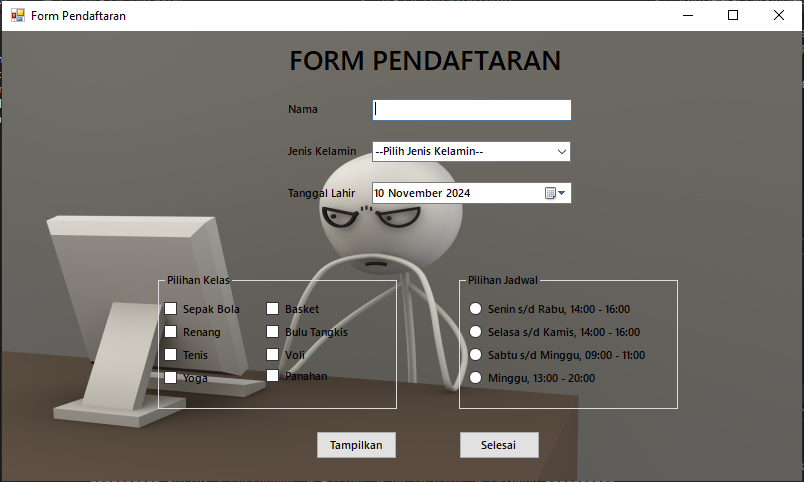 Form Pendaftaran
FORM PENDAFTARAN
Nama
Jenis Kelamin --Pilih Jenis Kelamin--
Tanggal Lahir 10 November 2024
Pilihan Kelas
Sepak Bola Basket
Renang Bulu Tangkis
Tenis Voli
Yoga Panahan
Pilihan Jadwal
Senin s/d Rabu, 14:00 - 16:00
Selasa s/d Kamis, 14:00 - 16:00
Sabtu s/d Minggu, 09:00 - 11:00
Minggu, 13:00 - 20:00
Tampilkan Selesai